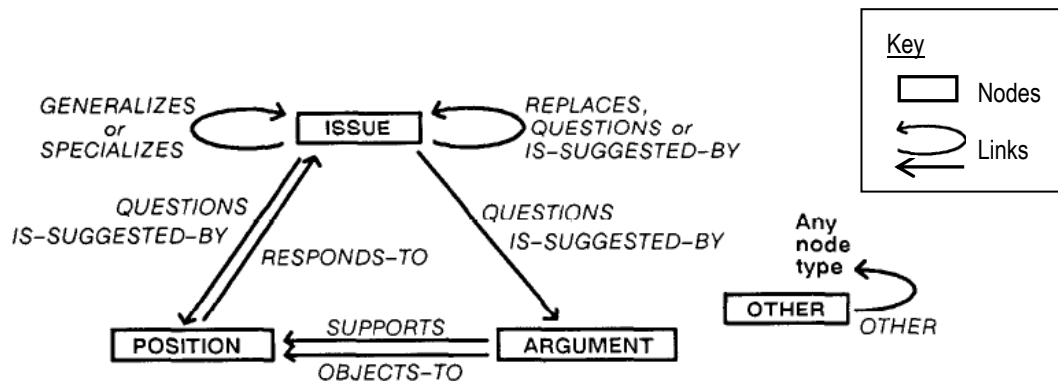 Key
Nodes
Links
GENERALIZES
or
SPECIALIZES
ISSUE
REPLACES,
QUESTIONS or
IS-SUGGESTED-BY
QUESTIONS
IS-SUGGESTED-BY
RESPONDS-TO
QUESTIONS
IS-SUGGESTED-BY
Any
node
type
OTHER
OTHER
POSITION
SUPPORTS
OBJECTS-TO
ARGUMENT